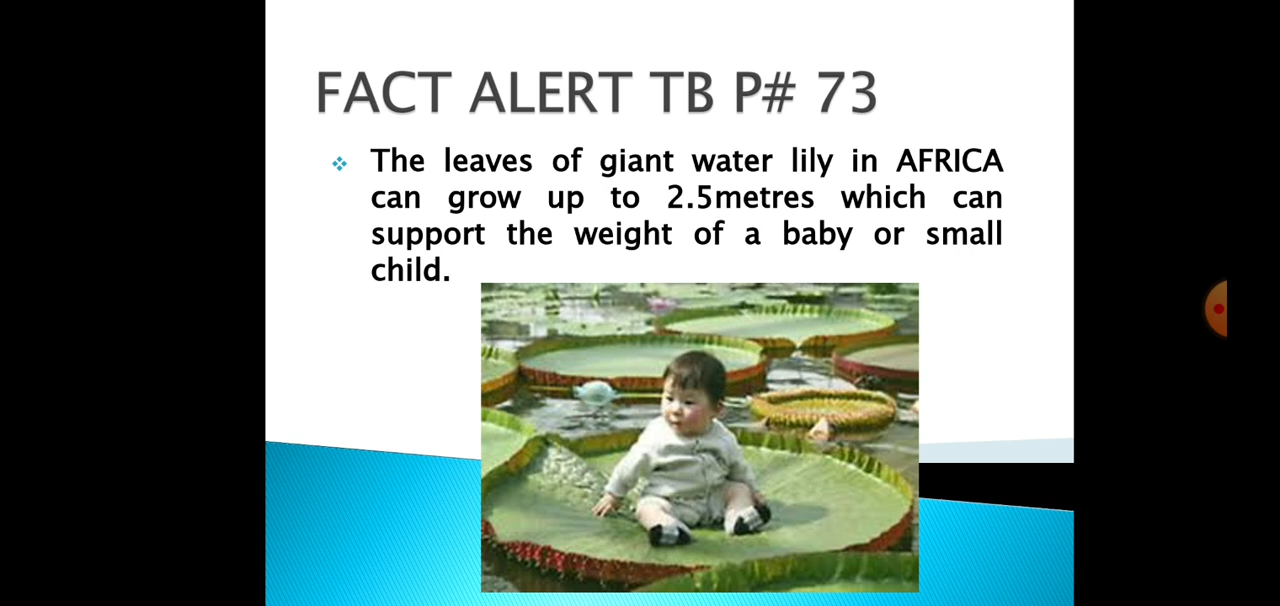 FACT ALERT TB P# 73
The leaves of giant water lily in AFRICA
can grow up to 2.5metres which can
support the weight of a baby or small
child.